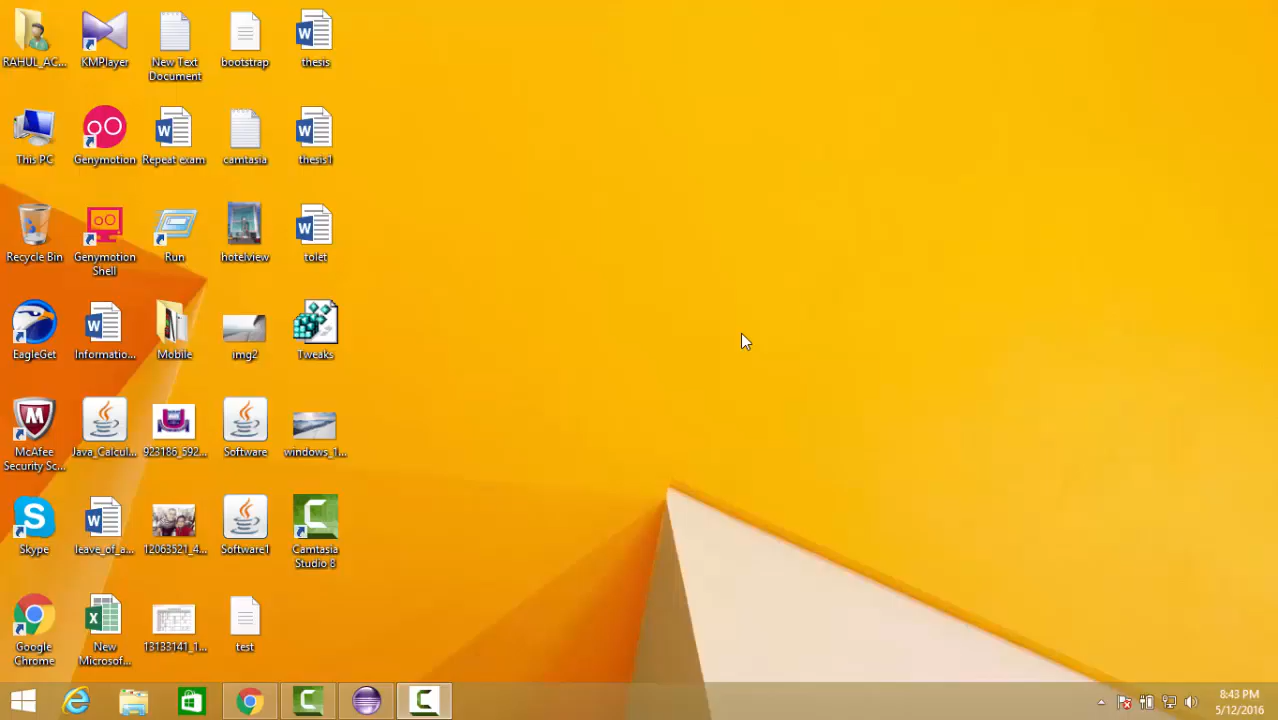 RAHUL_AC...
KMPlayer
New Text
Document
bootstrap
thesis
This PC
Genymotion
Repeat exam
camtasia
thesis1
Recycle Bin
Genymotion
Shell
Run
hotelview
tolet
EagleGet
Informatio...
Mobile
img2
Tweaks
McAfee
Security Sc...
Java_Calcul...
923186_592...
Software
windows_1...
Skype
leave_of_a...
12063521_4...
Software1
Camtasia
Studio 8
Google
Chrome
New
Microsof...
13133141_1...
test
8:43 PM
5/12/2016